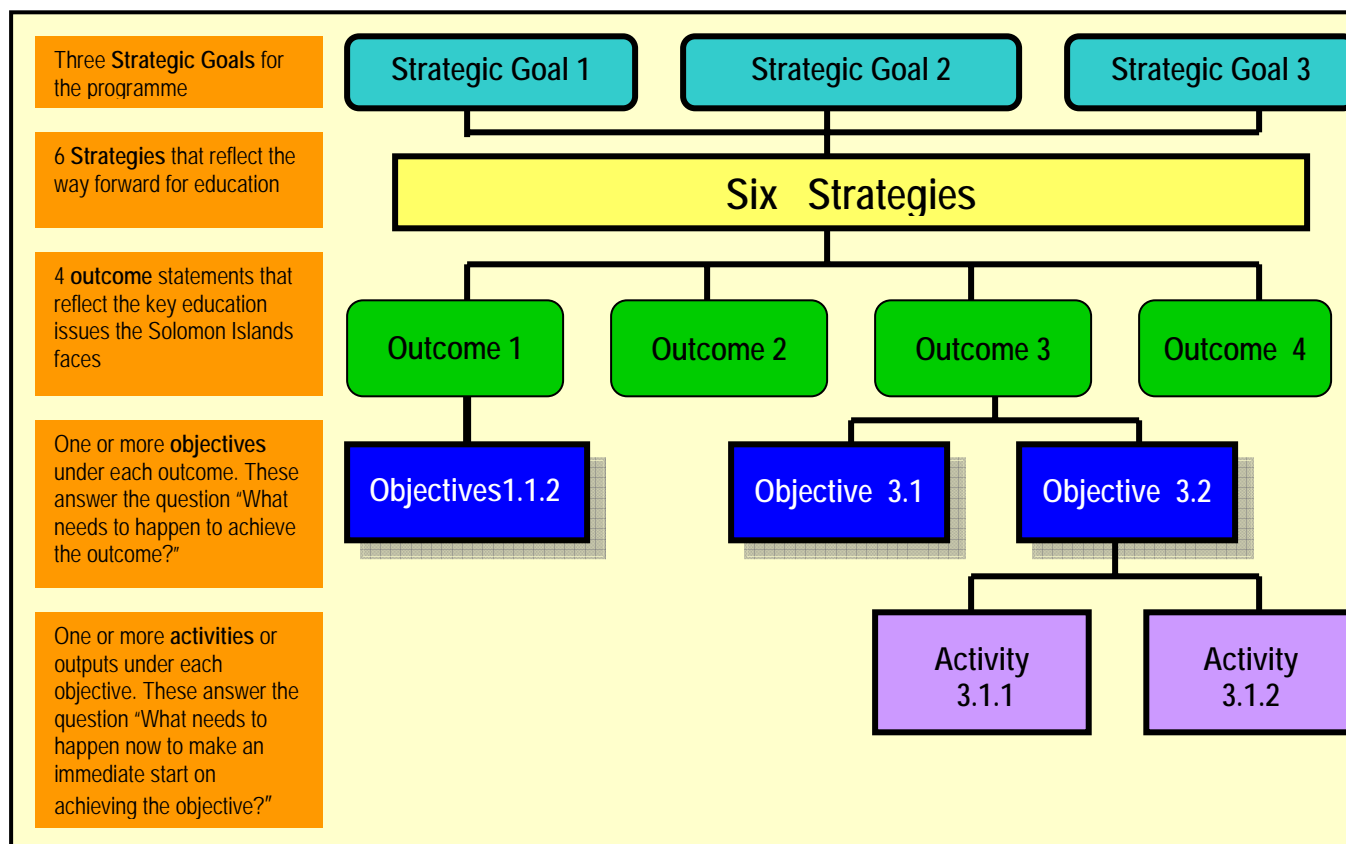 Three Strategic Goals for
the programme
Strategic Goal 1
Strategic Goal 2
Strategic Goal 3
6 Strategies that reflect the
way forward for education
Six Strategies
4 outcome statements that
reflect the key education
issues the Solomon Islands
faces
Outcome 1
Outcome 2
Outcome 3
Outcome 4
One or more objectives
under each outcome. These
answer the question “What
needs to happen to achieve
the outcome?”
Objectives1.1.2
Objective 3.1
Objective 3.2
One or more activities or
outputs under each
objective. These answer the
question “What needs to
happen now to make an
immediate start on
achieving the objective?”
Activity
3.1.1
Activity
3.1.2